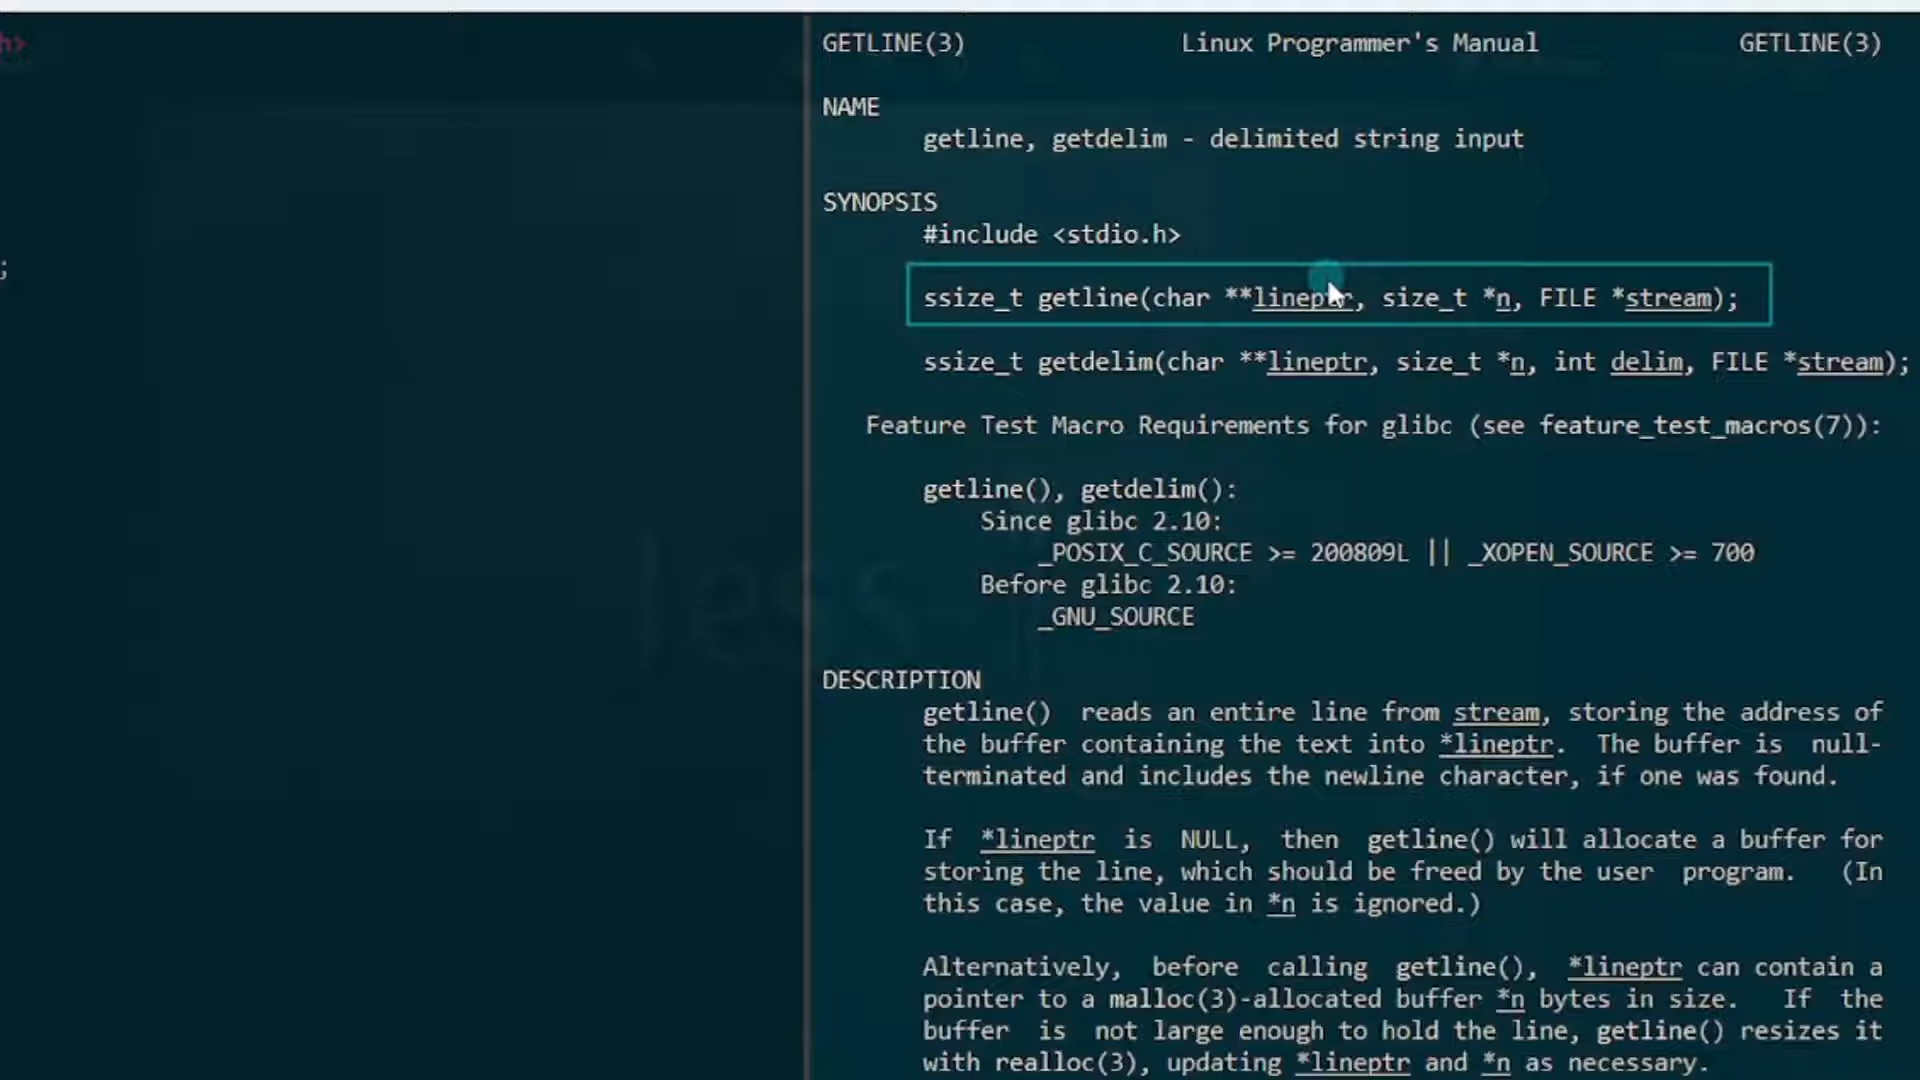 h>
;
GETLINE(3) Linux Programmer's Manual GETLINE(3)
NAME
getline, getdelim - delimited string input
SYNOPSIS
#include <stdio.h>
ssize_t getline(char **lineptr, size_t *n, FILE *stream);
ssize_t getdelim(char **lineptr, size_t *n, int delim, FILE *stream);
Feature Test Macro Requirements for glibc (see feature_test_macros(7)):
getline(), getdelim():
Since glibc 2.10:
_POSIX_C_SOURCE >= 200809L || _XOPEN_SOURCE >= 700
Before glibc 2.10:
_GNU_SOURCE
DESCRIPTION
getline() reads an entire line from stream, storing the address of
the buffer containing the text into *lineptr. The buffer is null-
terminated and includes the newline character, if one was found.
If *lineptr is NULL, then getline() will allocate a buffer for
storing the line, which should be freed by the user program. (In
this case, the value in *n is ignored.)
Alternatively, before calling getline(), *lineptr can contain a
pointer to a malloc(3)-allocated buffer *n bytes in size. If the
buffer is not large enough to hold the line, getline() resizes it
with realloc(3), updating *lineptr and *n as necessary.